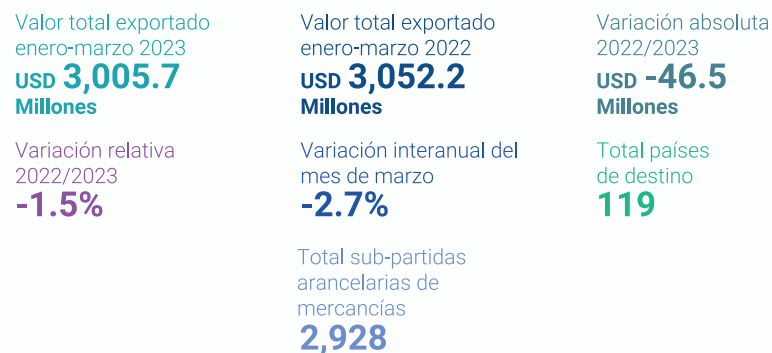 Valor total exportado
enero-marzo 2023
USD 3,005.7
Millones
Valor total exportado
enero-marzo 2022
USD 3,052.2
Millones
Variación absoluta
2022/2023
USD -46.5
Millones
Variación relativa
2022/2023
-1.5%
Variación interanual del
mes de marzo
-2.7%
Total países
de destino
119
Total sub-partidas
arancelarias de
mercancías
2,928